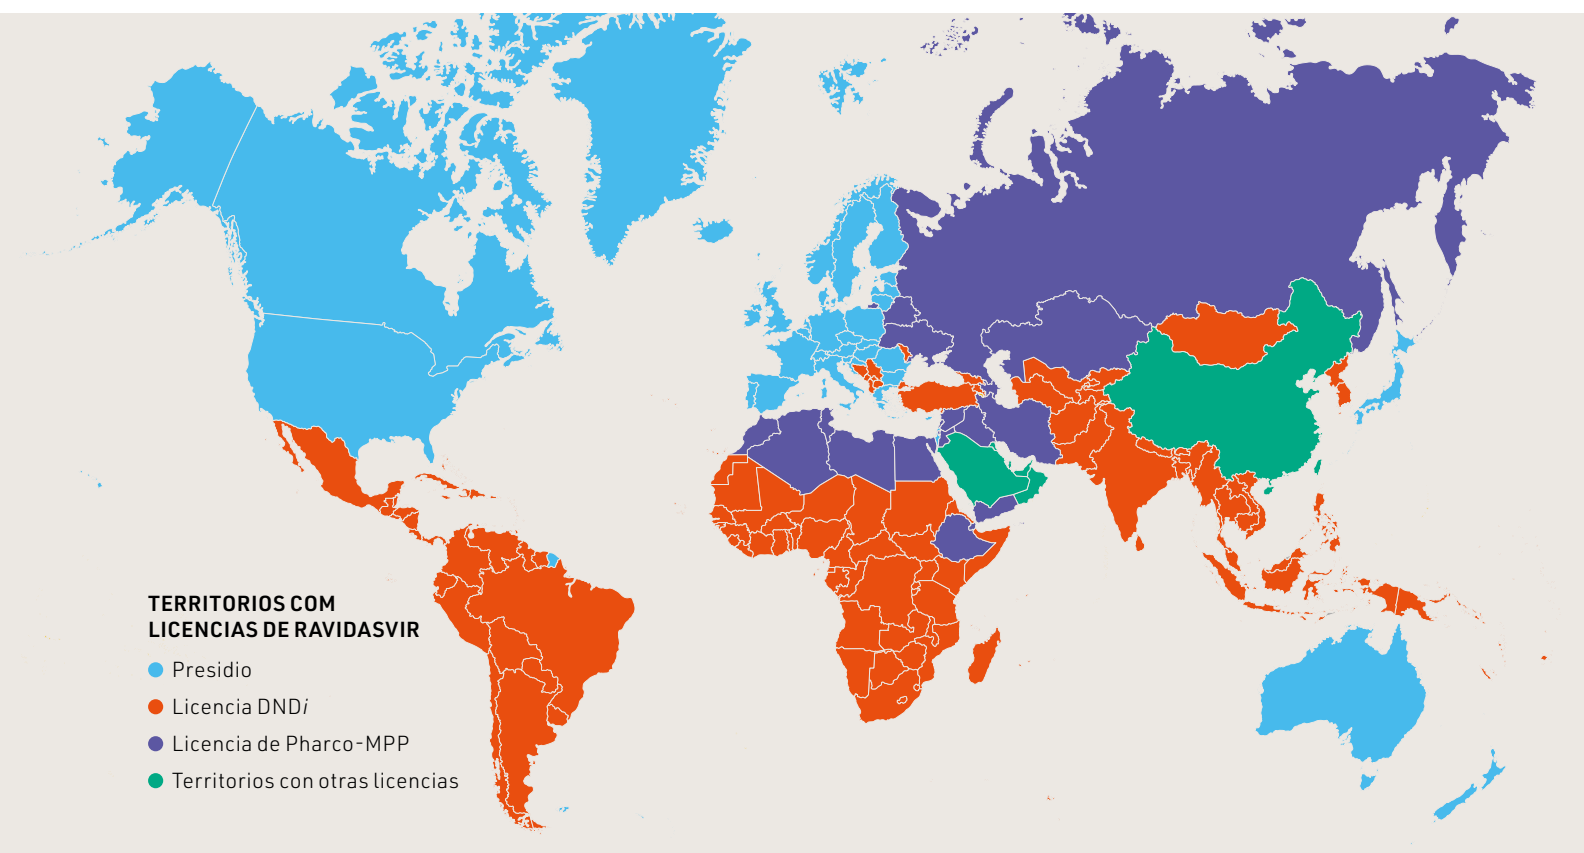 TERRITORIOS COM
LICENCIAS DE RAVIDASVIR
Presidio
Licencia DNDi
Licencia de Pharco-MPP
Territorios con otras licencias